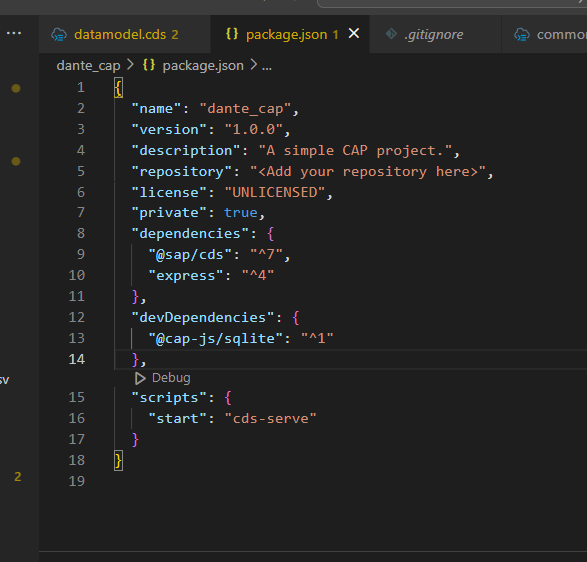 ... datamodel.cds 2 {} package.json 1 × .gitignore common
dante_cap > {} package.json > ...
1 {
2 "name": "dante_cap",
3 "version": "1.0.0",
4 "description": "A simple CAP project.",
5 "repository": "<Add your repository here>",
6 "license": "UNLICENSED",
7 "private": true,
8 "dependencies": {
9 "@sap/cds": "^7",
10 "express": "^4"
11 },
12 "devDependencies": {
13 "@cap-js/sqlite": "^1"
14 },
Debug
sv
15 "scripts": {
16 "start": "cds-serve"
17 }
2
18 }
19